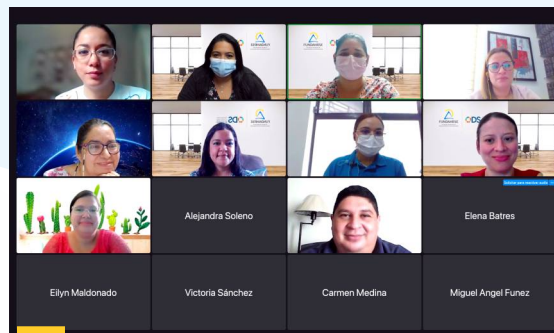 Alejandra Soleno
Elena Batres
Eilyn Maldonado
Victoria Sánchez
Carmen Medina
Miguel Angel Funez